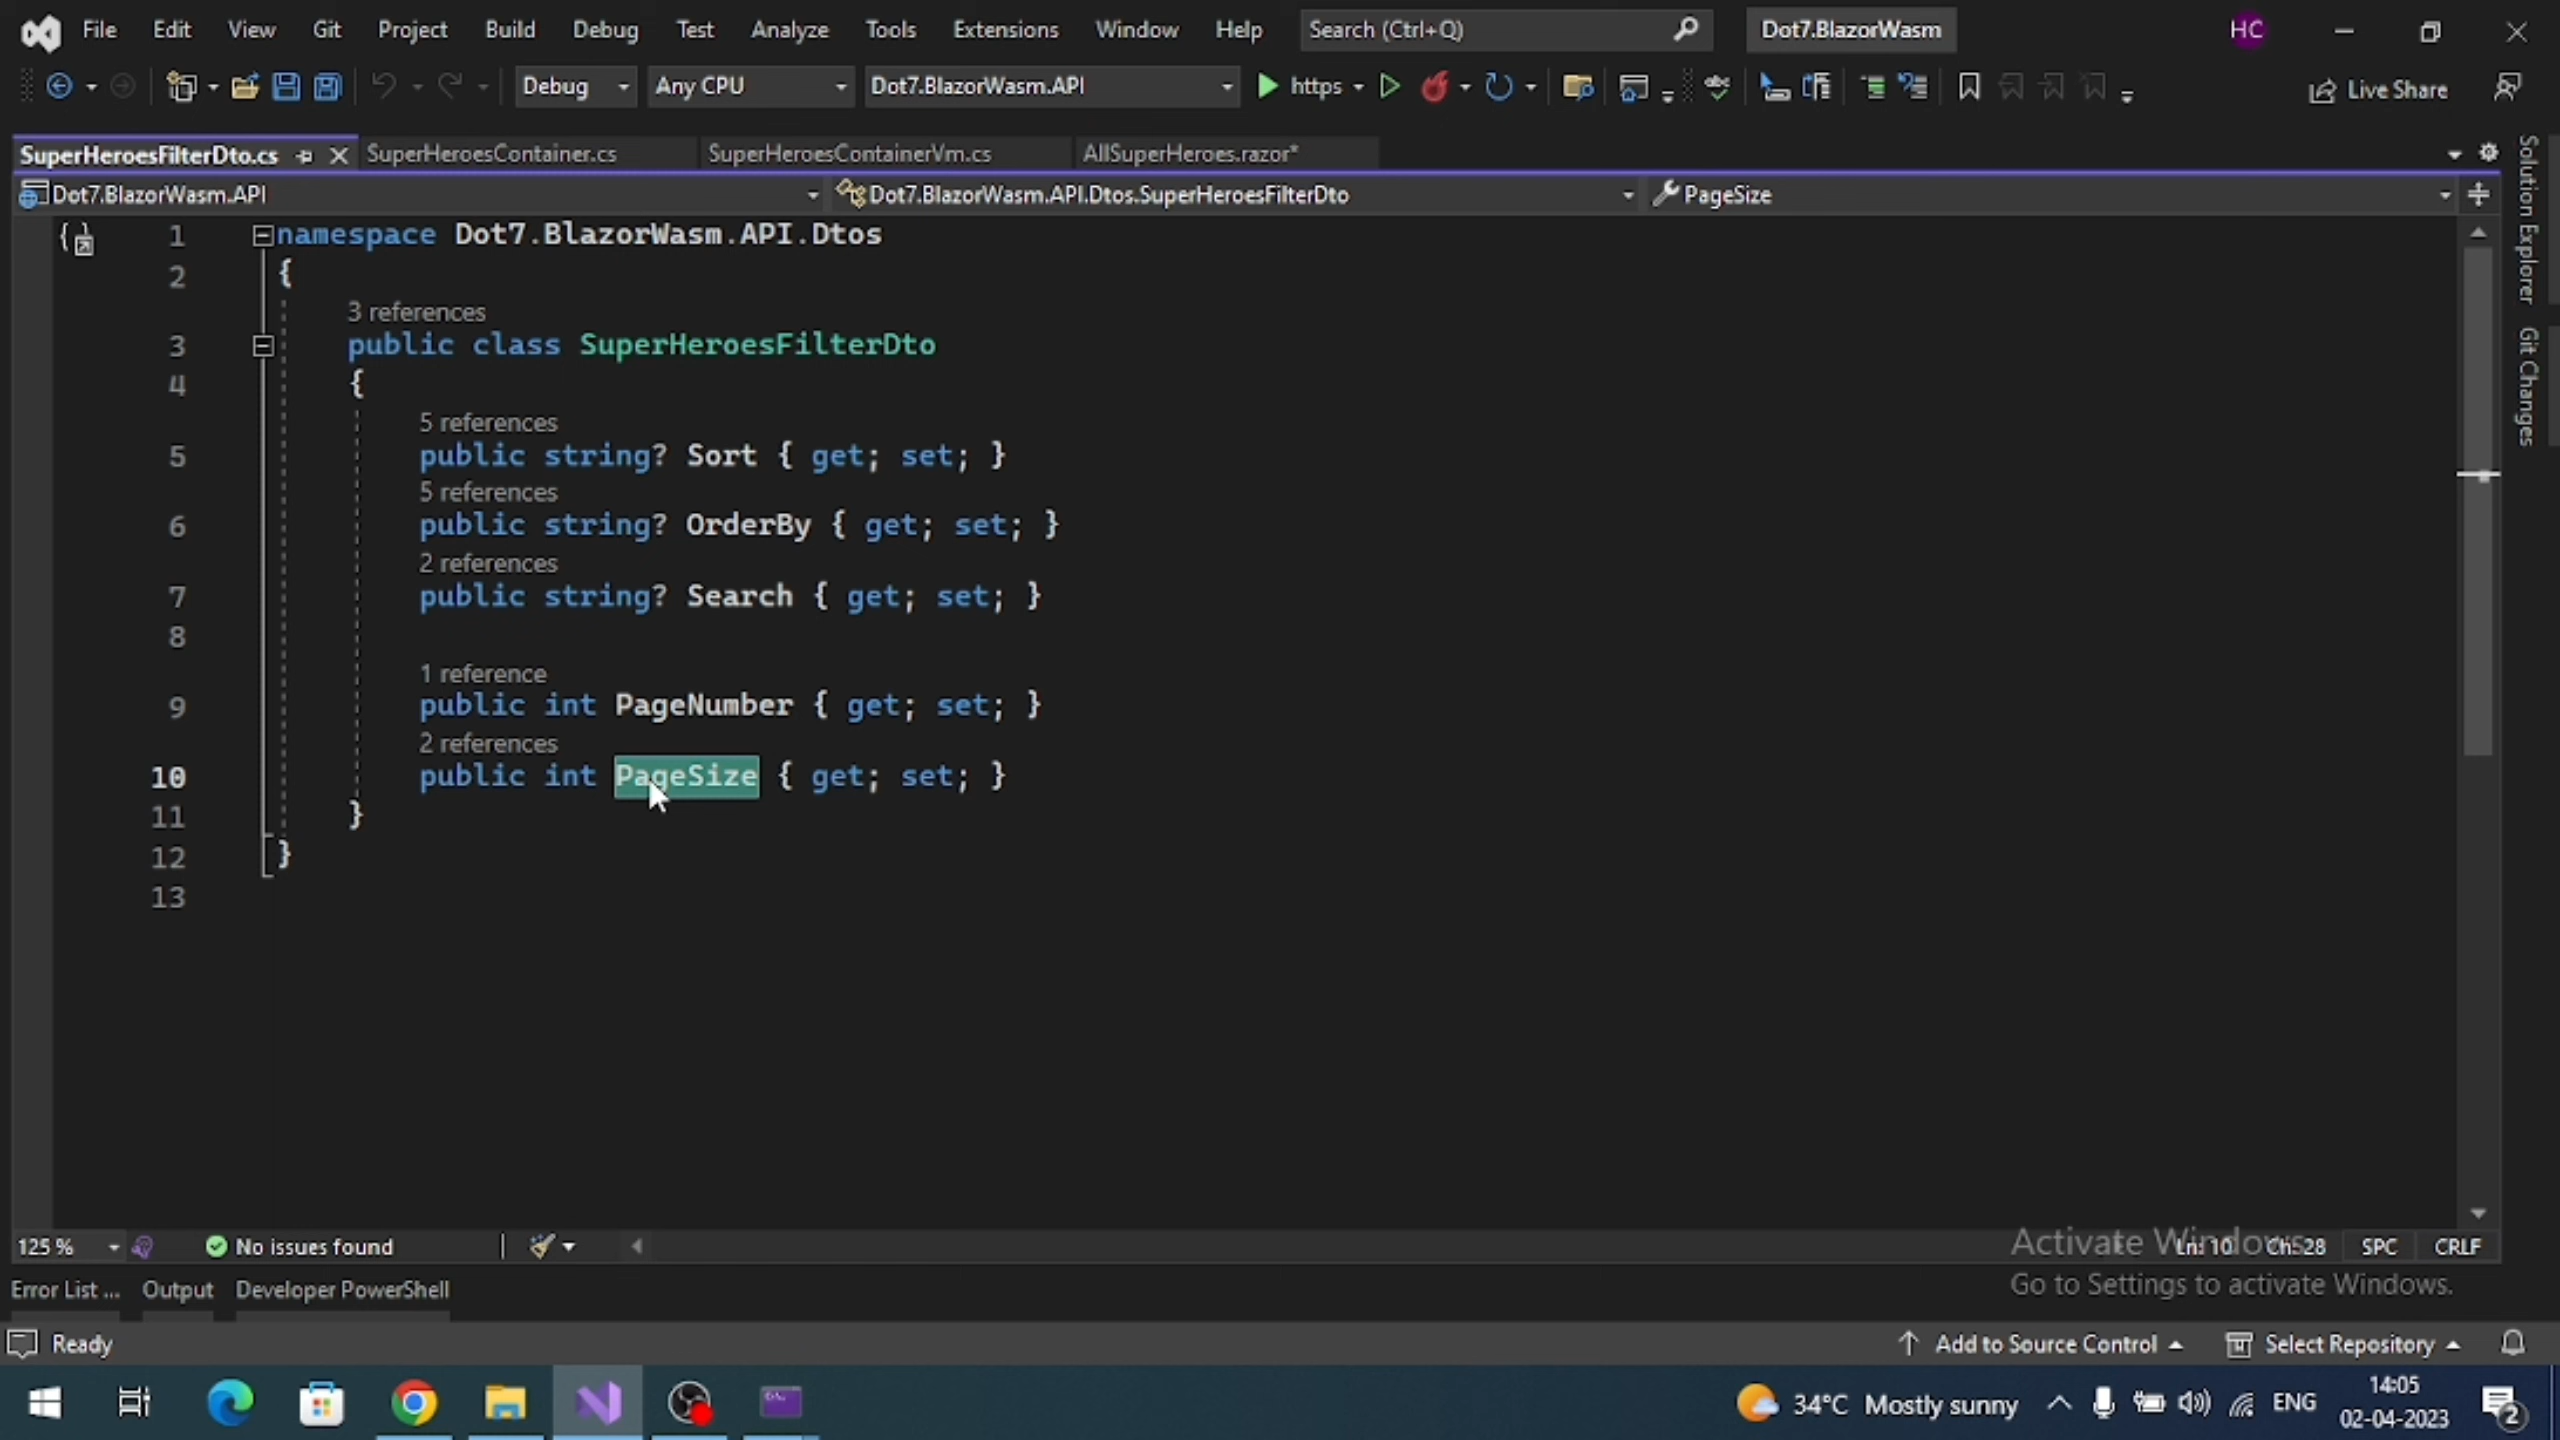 File Edit View Git Project Build Debug Test Analyze Tools Extensions Window Help Search (Ctrl+Q) Dot7.BlazorWasm HC
Debug Any CPU Dot7.BlazorWasm.API https Live Share
SuperHeroesFilterDto.cs SuperHeroesContainer.cs SuperHeroesContainerVm.cs AllSuperHeroes.razor*
Dot7.BlazorWasm.API Dot7.BlazorWasm.API.Dtos.SuperHeroesFilterDto PageSize
Solution Explorer
Git Changes
1 namespace Dot7.BlazorWasm.API.Dtos
2 {
3 references
3 public class SuperHeroesFilterDto
4 {
5 references
5 public string? Sort { get; set; }
5 references
6 public string? OrderBy { get; set; }
2 references
7 public string? Search { get; set; }
8
1 reference
9 public int PageNumber { get; set; }
2 references
10 public int PageSize { get; set; }
11 }
12 }
13
125 % No issues found Ln: 10 Ch: 28 SPC CRLF
Activate Windows
Go to Settings to activate Windows.
Error List ... Output Developer PowerShell
Ready Add to Source Control Select Repository
34°C Mostly sunny ENG 14:05
02-04-2023 2